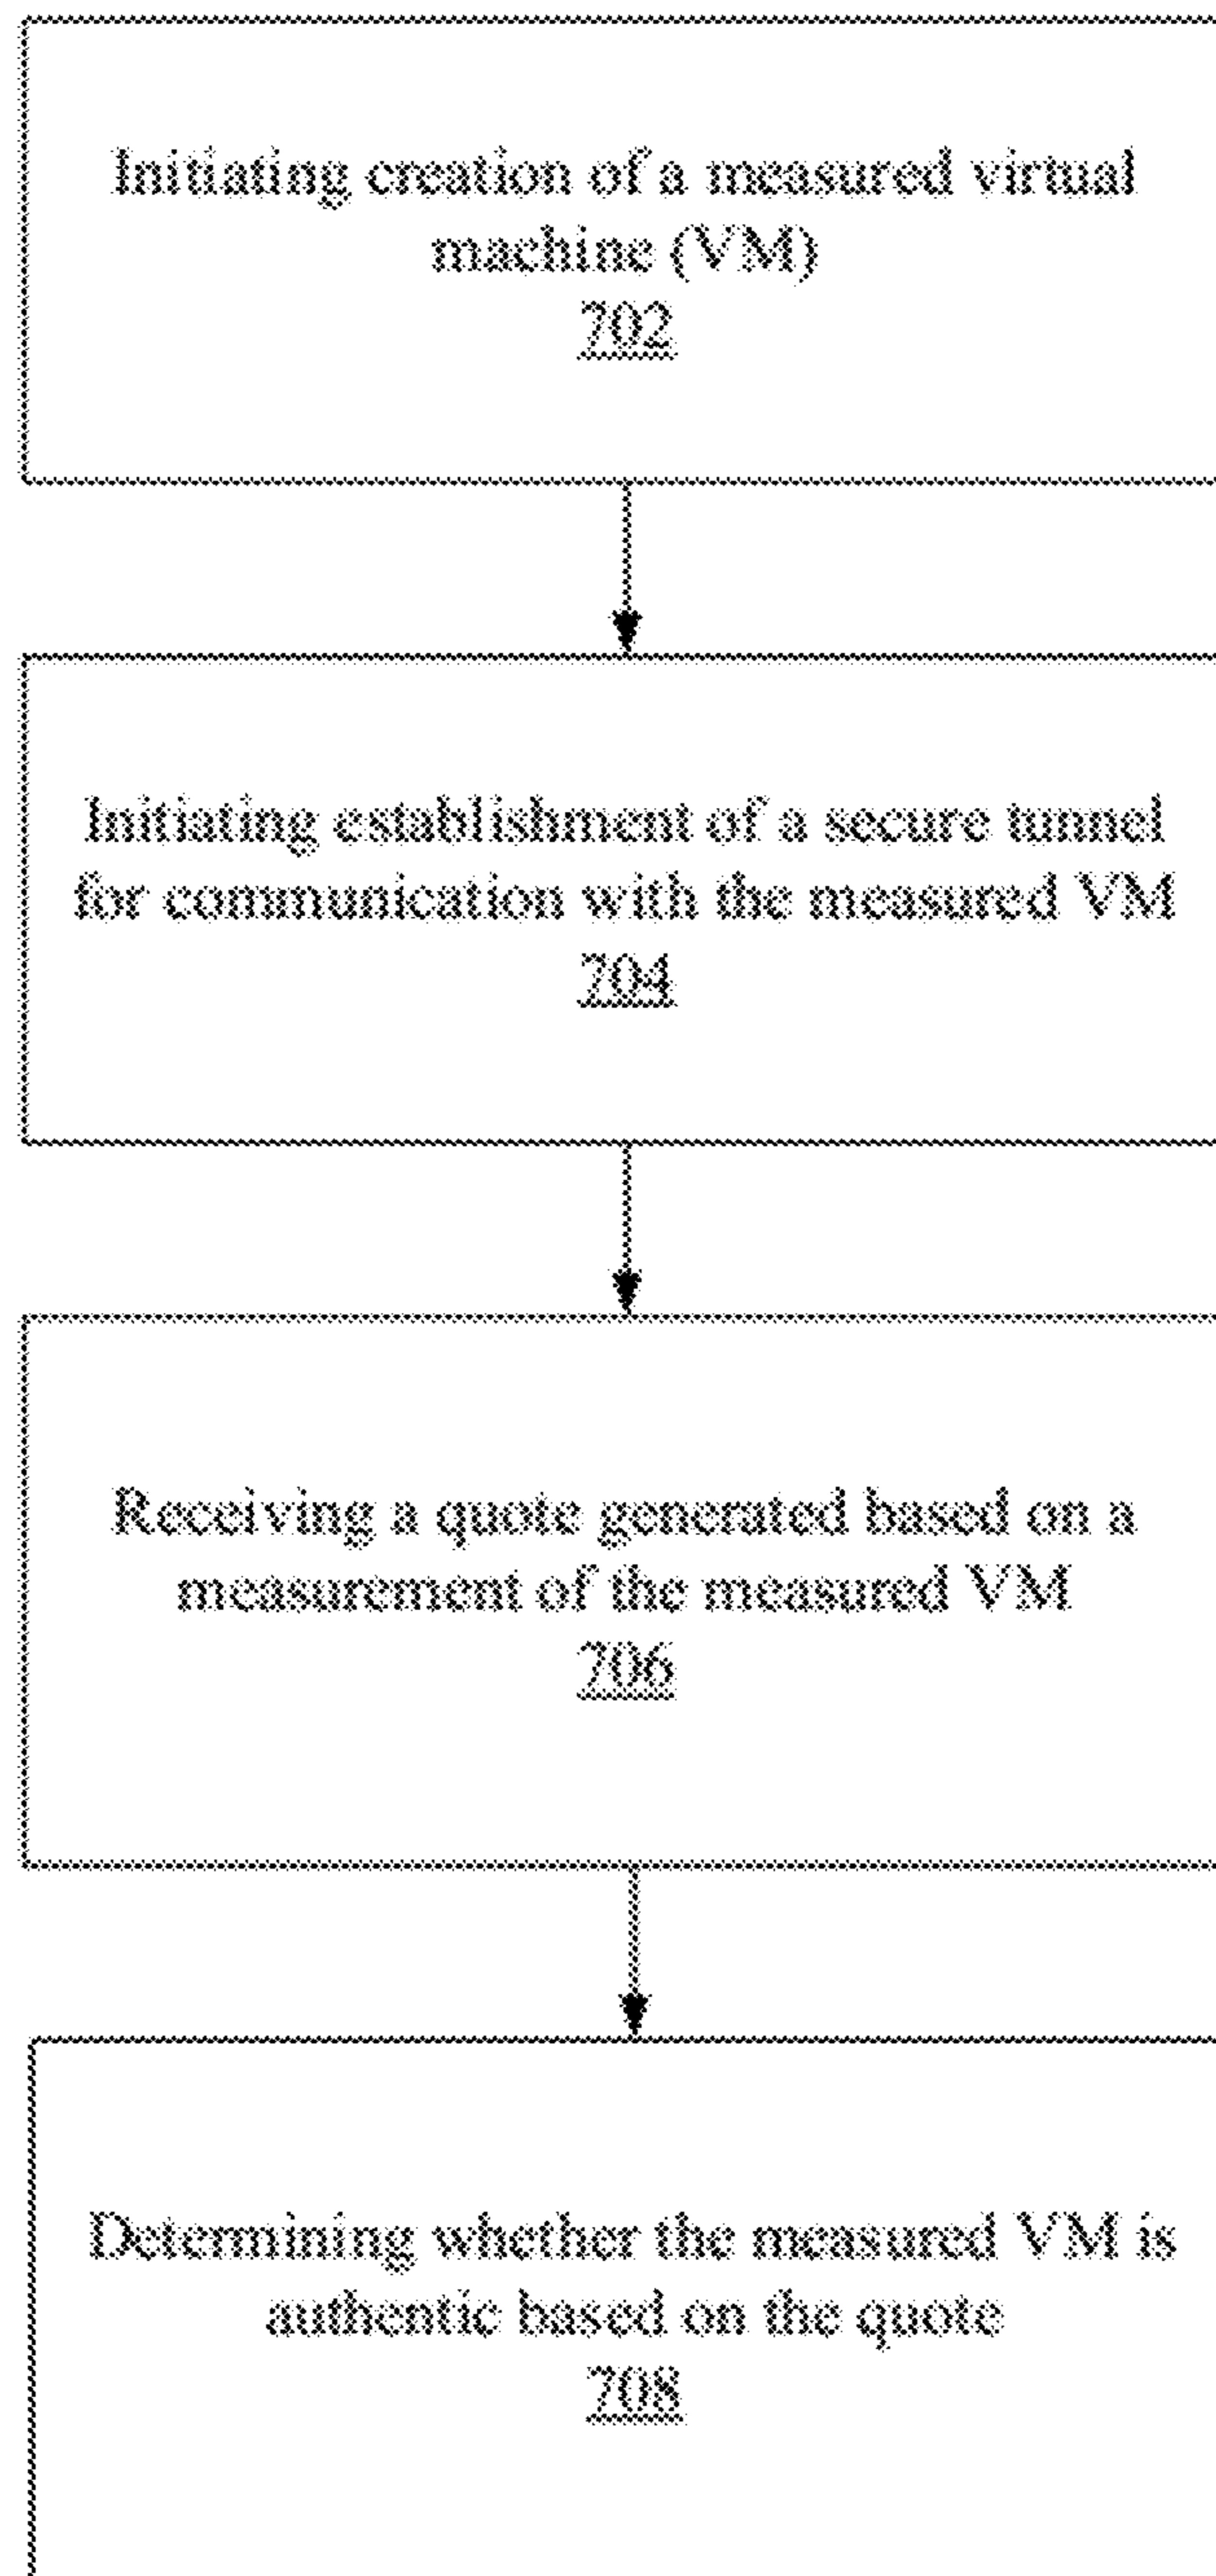 Initiating creation of a measured virtual
machine (VM)
702
Initiating establishment of a secure tunnel
for communication with the measured VM
704
Receiving a quote generated based on a
measurement of the measured VM
706
Determining whether the measured VM is
authentic based on the quote
708